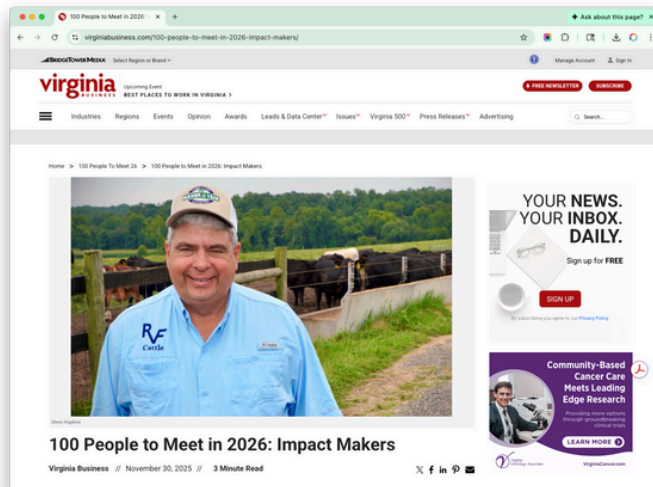 100 People to Meet in 2026:
Ask about this page?
virginiabusiness.com/100-people-to-meet-in-2026-impact-makers/
BRIDGETOWER MEDIA
Select Region or Brand
Manage Account
Sign In
virginia
BUSINESS
Upcoming Event
BEST PLACES TO WORK IN VIRGINIA >
FREE NEWSLETTER
SUBSCRIBE
Industries Regions Events Opinion Awards Leads & Data Center Issues Virginia 500 Press Releases Advertising
Search...
Home > 100 People To Meet 26 > 100 People to Meet in 2026: Impact Makers
RVF
Cattle
Steve Hopkins
YOUR NEWS.
YOUR INBOX.
DAILY.
Sign up for FREE
SIGN UP
By subscribing you agree to our Privacy Policy.
Community-Based
Cancer Care
Meets Leading
Edge Research
Providing more options
through groundbreaking
clinical trials
LEARN MORE
VirginiaCancer.com
100 People to Meet in 2026: Impact Makers
Virginia Business // November 30, 2025 // 3 Minute Read